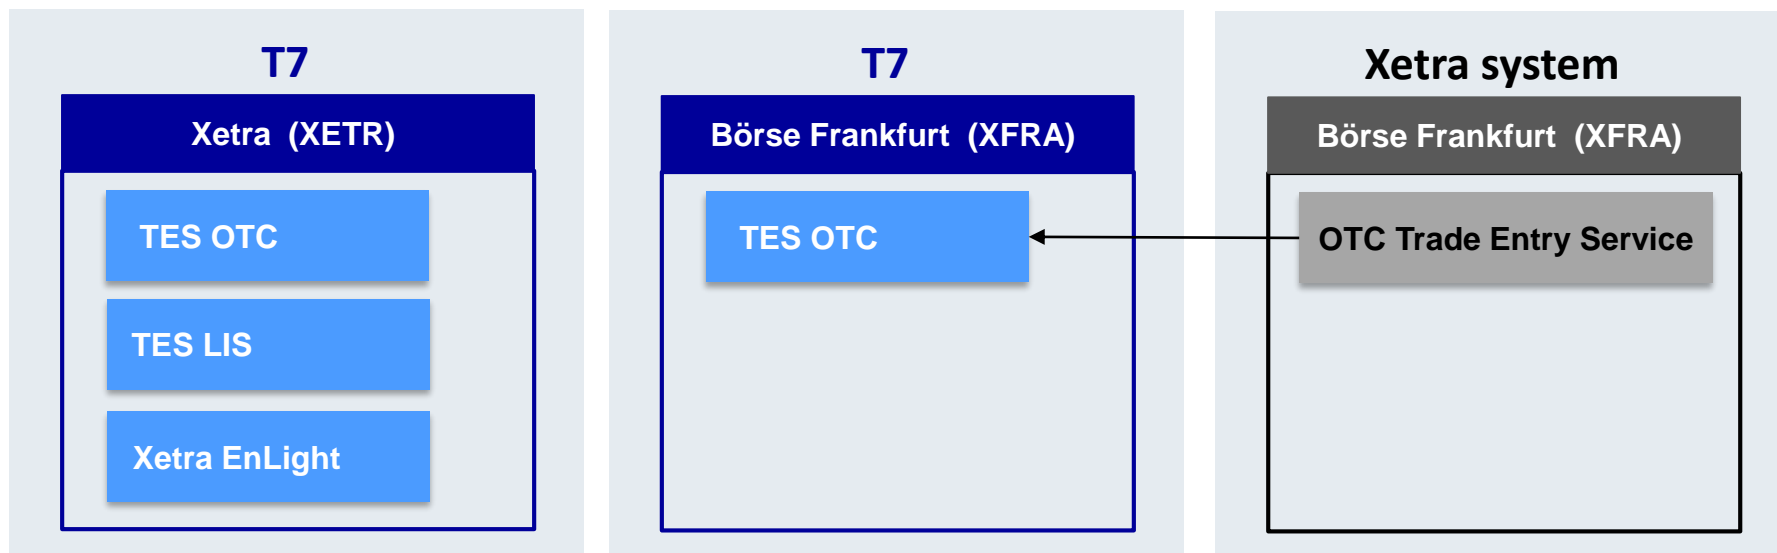 T7
Xetra (XETR)
TES OTC
TES LIS
Xetra EnLight
T7
Börse Frankfurt (XFRA)
TES OTC
Xetra system
Börse Frankfurt (XFRA)
OTC Trade Entry Service